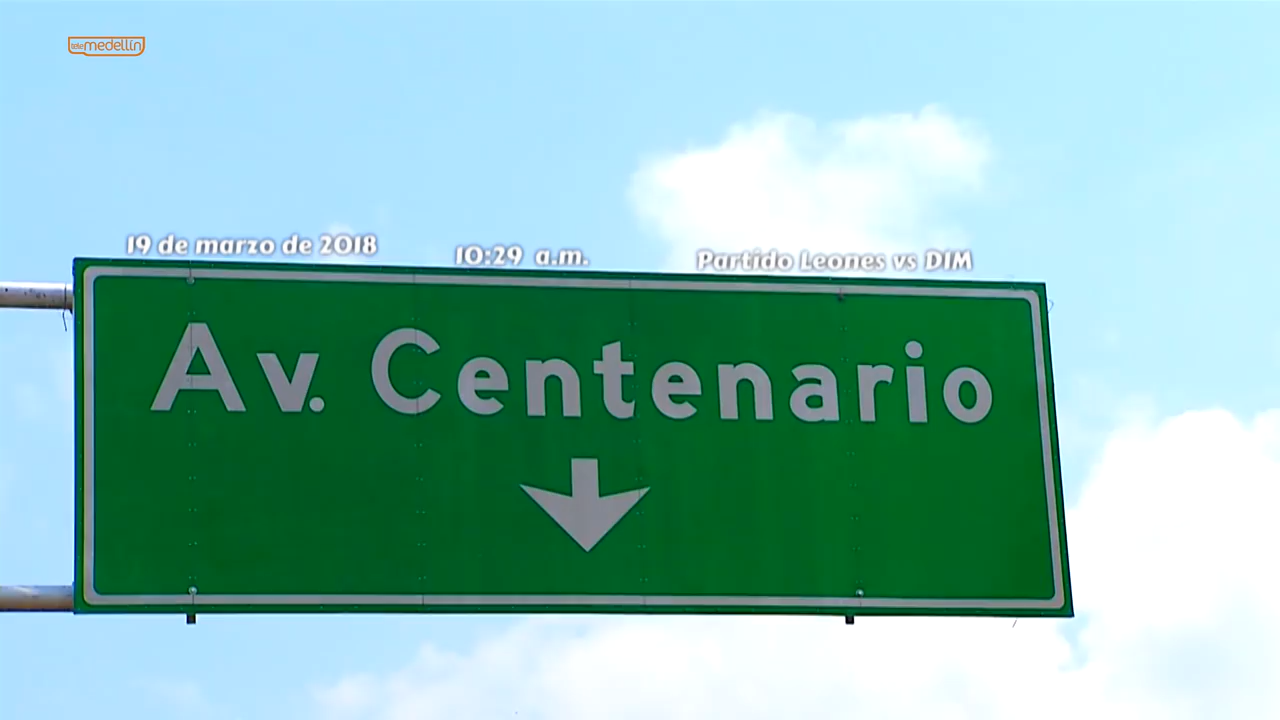 telemedellín
19 de marzo de 2018 10:29 a.m. Partido Leones vs DIM
Av. Centenario